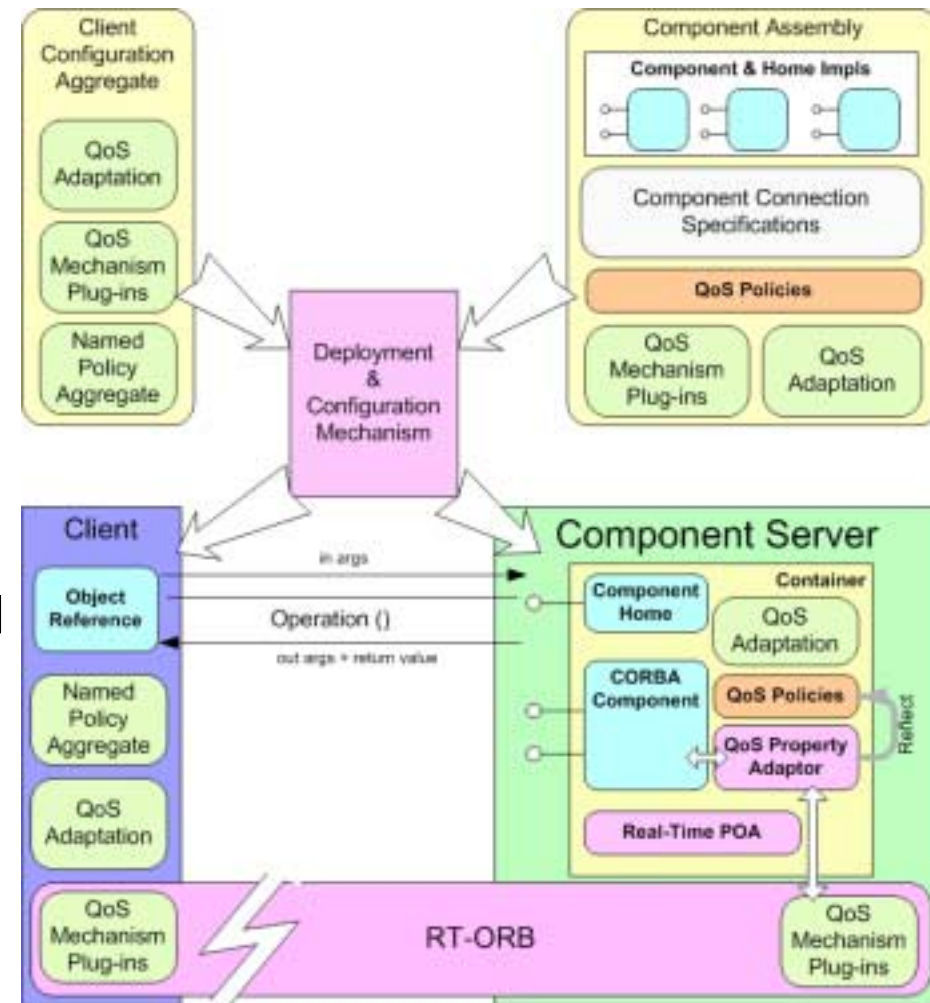 Client
Configuration
Aggregate
QoS
Adaptation
QoS
Mechanism
Plug-ins
Named
Policy
Aggregate
Component Assembly
Component & Home Impls
Component Connection
Specifications
QoS Policies
QoS
Mechanism
Plug-ins
QoS
Adaptation
Deployment
&
Configuration
Mechanism
Client
Object
Reference
Named
Policy
Aggregate
QoS
Adaptation
QoS
Mechanism
Plug-ins
in args
Operation ()
out args + return value
Component Server
Container
Component
Home
QoS
Adaptation
CORBA
Component
QoS Policies
QoS Property
Adaptor
Reflect
Real-Time POA
RT-ORB
QoS
Mechanism
Plug-ins